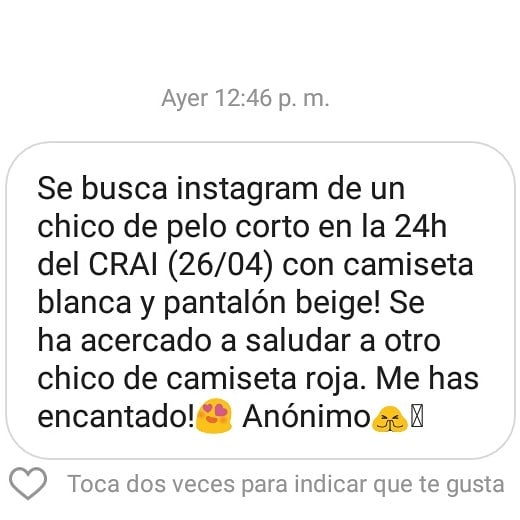 Ayer 12:46 p. m.
Se busca instagram de un
chico de pelo corto en la 24h
del CRAI (26/04) con camiseta
blanca y pantalón beige! Se
ha acercado a saludar a otro
chico de camiseta roja. Me has
encantado!😍 Anónimo🙏
Toca dos veces para indicar que te gusta